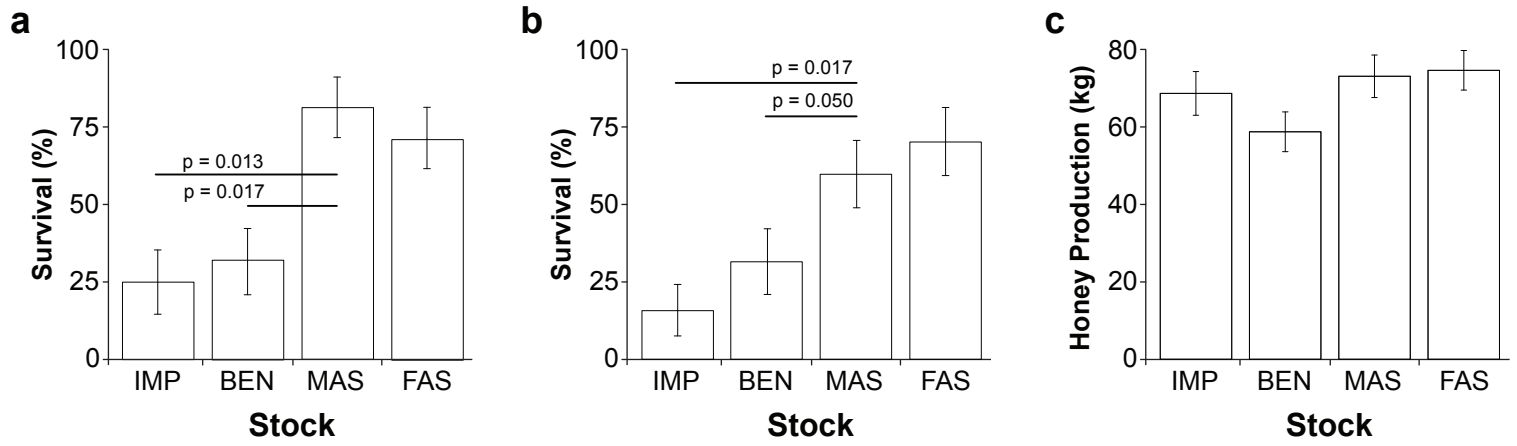 a
Survival (%)
100
75
50
25
0
p = 0.013
p = 0.017
IMP BEN MAS FAS
Stock
b
Survival (%)
100
75
50
25
0
p = 0.017
p = 0.050
IMP BEN MAS FAS
Stock
c
Honey Production (kg)
80
60
40
20
0
IMP BEN MAS FAS
Stock